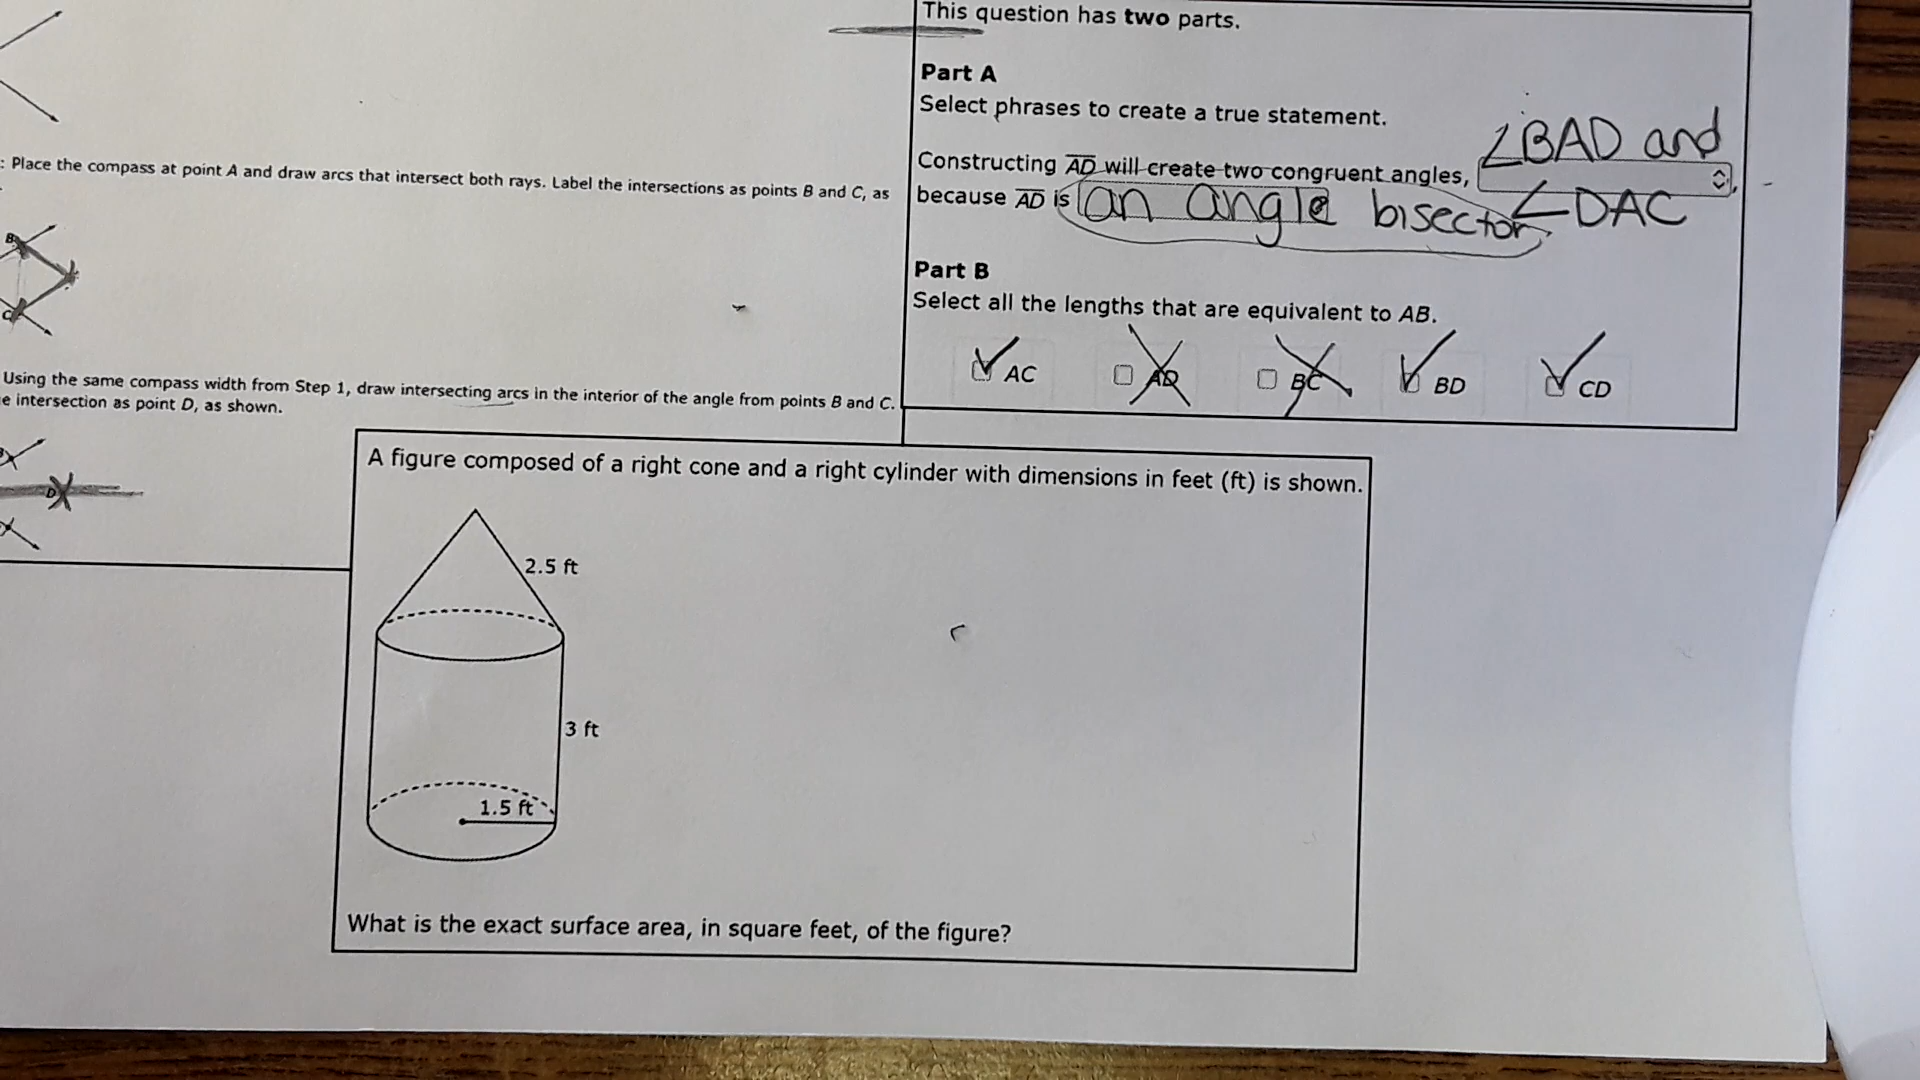 : Place the compass at point A and draw arcs that intersect both rays. Label the intersections as points B and C, as
B
C
Using the same compass width from Step 1, draw intersecting arcs in the interior of the angle from points B and C.
e intersection as point D, as shown.
D
This question has two parts.
Part A
Select phrases to create a true statement.
∠BAD and
Constructing AD will create two congruent angles,
∠DAC
because AD is an angle bisector
Part B
Select all the lengths that are equivalent to AB.
AC AD BC BD CD
A figure composed of a right cone and a right cylinder with dimensions in feet (ft) is shown.
2.5 ft
3 ft
1.5 ft
What is the exact surface area, in square feet, of the figure?